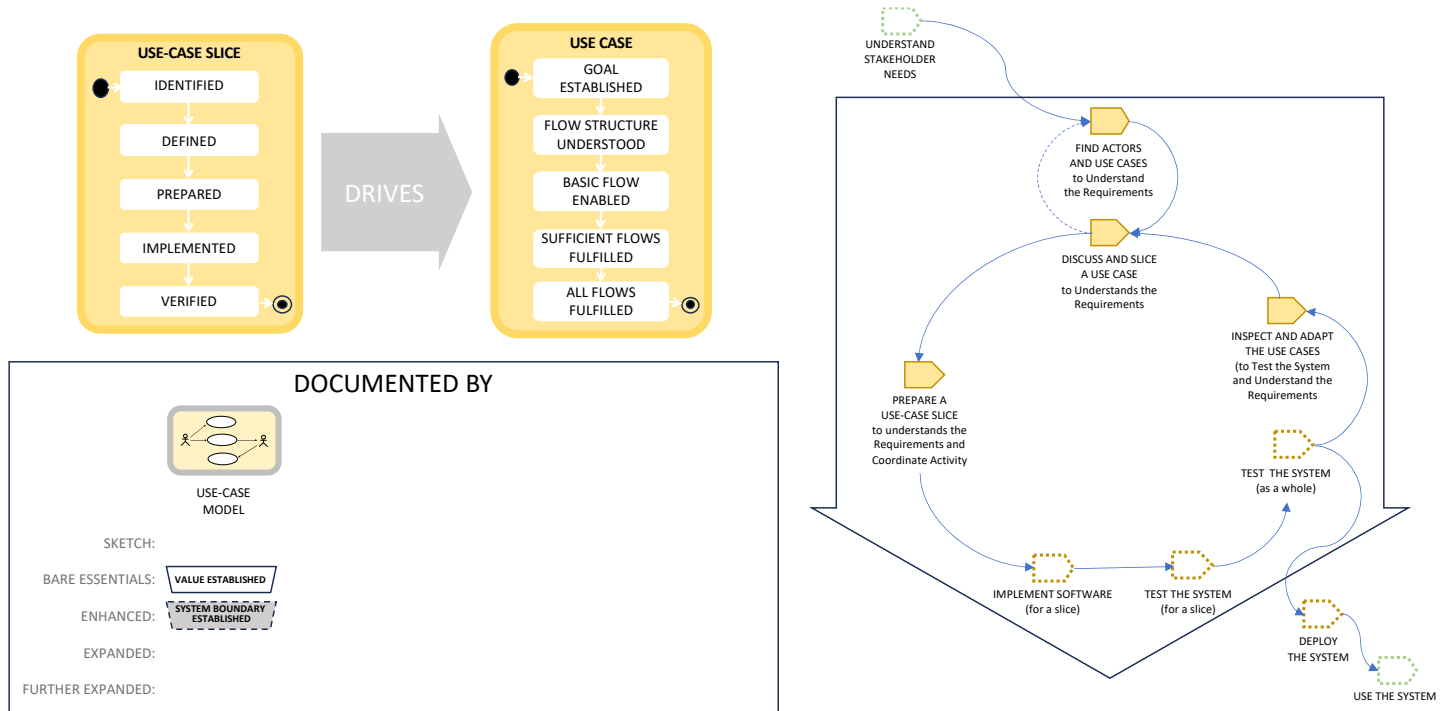 USE-CASE SLICE
IDENTIFIED
DEFINED
PREPARED
IMPLEMENTED
VERIFIED
DRIVES
USE CASE
GOAL
ESTABLISHED
FLOW STRUCTURE
UNDERSTOOD
BASIC FLOW
ENABLED
SUFFICIENT FLOWS
FULFILLED
ALL FLOWS
FULFILLED
DOCUMENTED BY
USE-CASE
MODEL
SKETCH:
BARE ESSENTIALS:
VALUE ESTABLISHED
ENHANCED:
SYSTEM BOUNDARY
ESTABLISHED
EXPANDED:
FURTHER EXPANDED:
UNDERSTAND
STAKEHOLDER
NEEDS
FIND ACTORS
AND USE CASES
to Understand
the Requirements
DISCUSS AND SLICE
A USE CASE
to Understands the
Requirements
PREPARE A
USE-CASE SLICE
to understands the
Requirements and
Coordinate Activity
IMPLEMENT SOFTWARE
(for a slice)
TEST THE SYSTEM
(for a slice)
TEST THE SYSTEM
(as a whole)
INSPECT AND ADAPT
THE USE CASES
(to Test the System
and Understand the
Requirements
DEPLOY
THE SYSTEM
USE THE SYSTEM